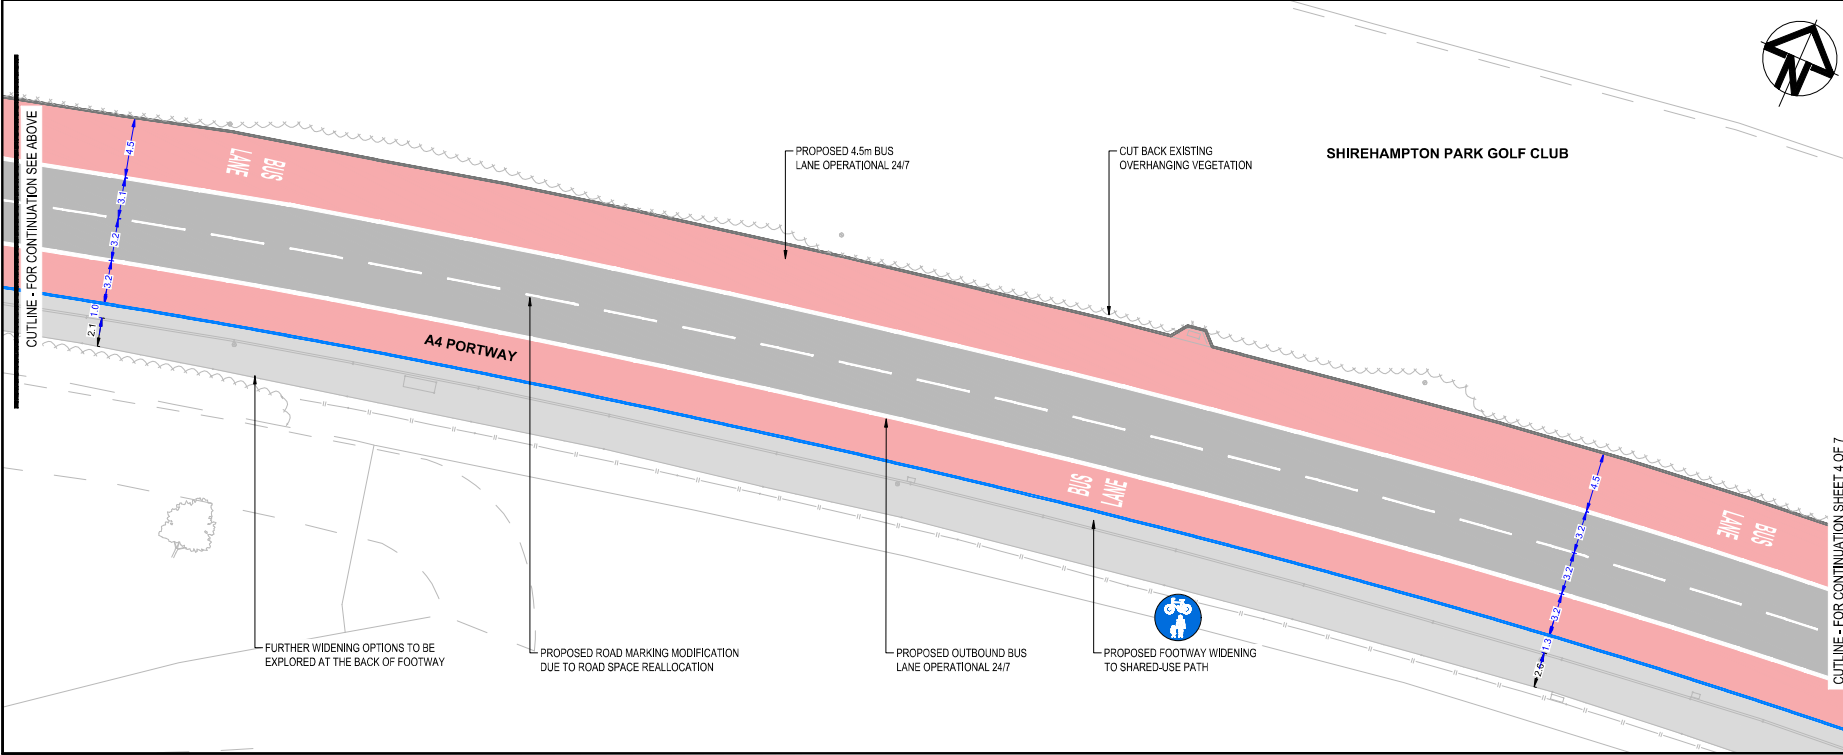 CUTLINE - FOR CONTINUATION SEE ABOVE
4.5
3.1
3.2
3.2
1.0
2.1
BUS
LANE
A4 PORTWAY
PROPOSED 4.5m BUS
LANE OPERATIONAL 24/7
CUT BACK EXISTING
OVERHANGING VEGETATION
SHIREHAMPTON PARK GOLF CLUB
N
BUS
LANE
BUS
LANE
4.5
3.2
3.2
3.2
1.3
2.6
FURTHER WIDENING OPTIONS TO BE
EXPLORED AT THE BACK OF FOOTWAY
PROPOSED ROAD MARKING MODIFICATION
DUE TO ROAD SPACE REALLOCATION
PROPOSED OUTBOUND BUS
LANE OPERATIONAL 24/7
PROPOSED FOOTWAY WIDENING
TO SHARED-USE PATH
CUTLINE - FOR CONTINUATION SHEET 4 OF 7